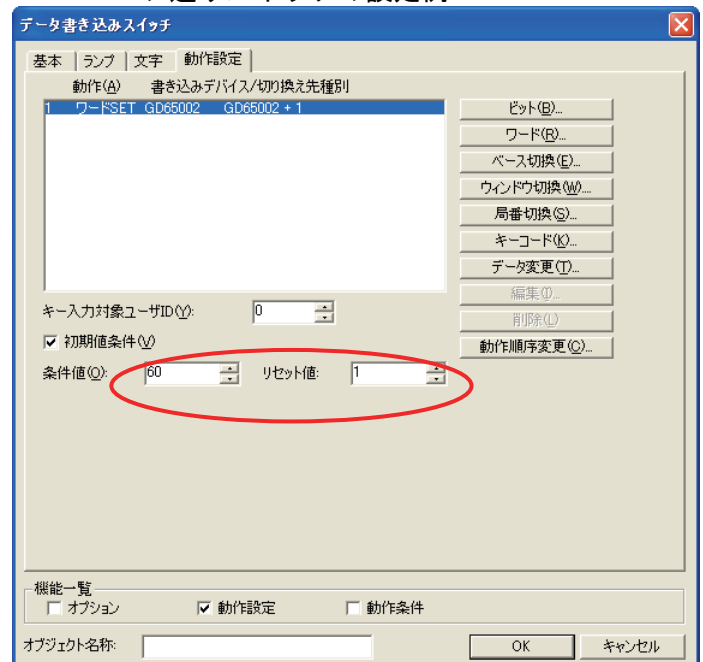 データ書き込みスイッチ
基本 ランプ 文字 動作設定
動作(A) 書き込みデバイス/切り換え先種別
1 ワードSET GD65002 GD65002 + 1
ビット(B)...
ワード(R)...
ベース切換(E)...
ウィンドウ切換(W)...
局番切換(S)...
キーコード(K)...
データ変更(T)...
編集(I)...
削除(L)
動作順序変更(C)...
キー入力対象ユーザID(Y): 0
初期値条件(V)
条件値(O): 60 リセット値: 1
機能一覧
オプション 動作設定 動作条件
オブジェクト名称:
OK キャンセル